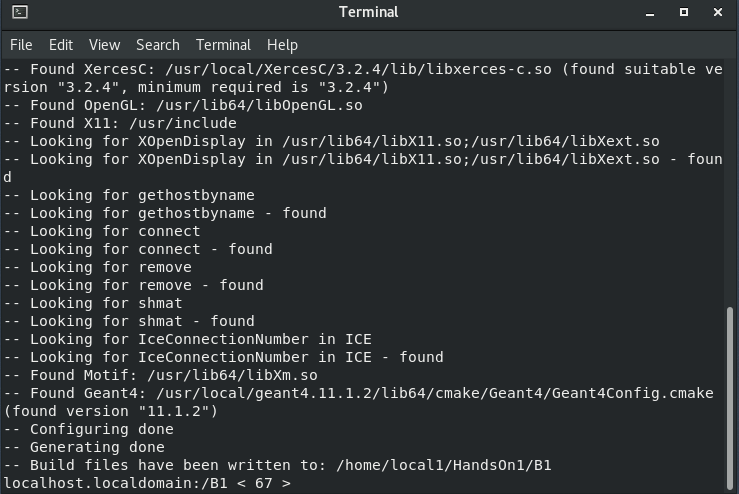 Terminal
File Edit View Search Terminal Help
-- Found XercesC: /usr/local/XercesC/3.2.4/lib/libxerces-c.so (found suitable ve
rsion "3.2.4", minimum required is "3.2.4")
-- Found OpenGL: /usr/lib64/libOpenGL.so
-- Found X11: /usr/include
-- Looking for XOpenDisplay in /usr/lib64/libX11.so;/usr/lib64/libXext.so
-- Looking for XOpenDisplay in /usr/lib64/libX11.so;/usr/lib64/libXext.so - foun
d
-- Looking for gethostbyname
-- Looking for gethostbyname - found
-- Looking for connect
-- Looking for connect - found
-- Looking for remove
-- Looking for remove - found
-- Looking for shmat
-- Looking for shmat - found
-- Looking for IceConnectionNumber in ICE
-- Looking for IceConnectionNumber in ICE - found
-- Found Motif: /usr/lib64/libXm.so
-- Found Geant4: /usr/local/geant4.11.1.2/lib64/cmake/Geant4/Geant4Config.cmake
(found version "11.1.2")
-- Configuring done
-- Generating done
-- Build files have been written to: /home/local1/HandsOn1/B1
localhost.localdomain:/B1 < 67 >